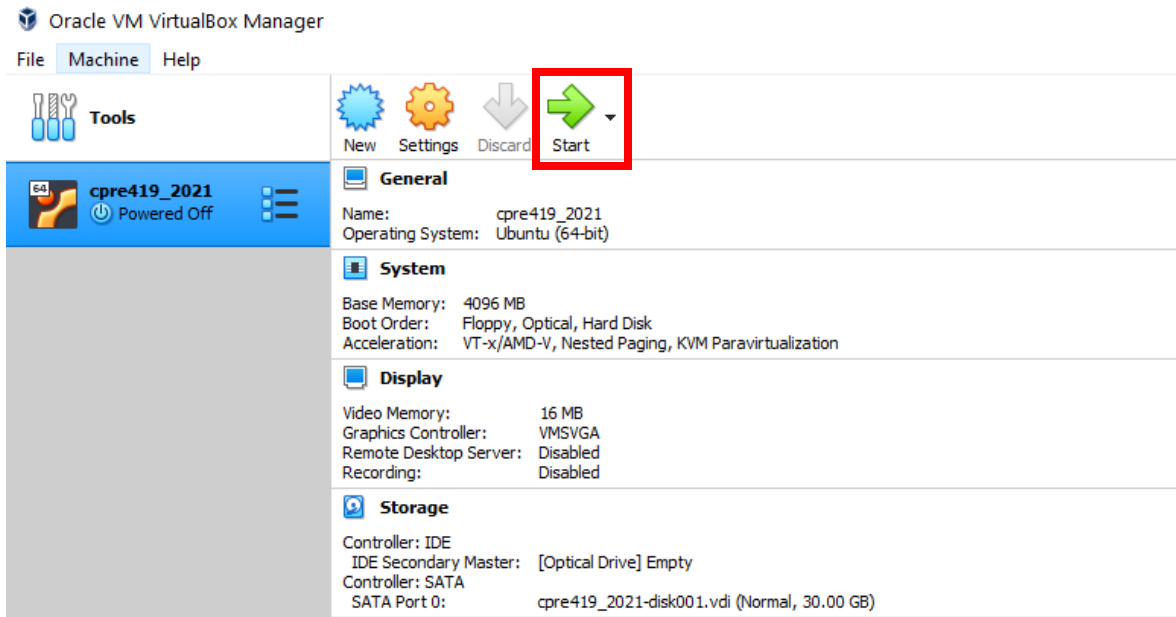 Oracle VM VirtualBox Manager
File Machine Help
Tools
New Settings Discard Start
64
cpre419_2021
Powered Off
General
Name: cpre419_2021
Operating System: Ubuntu (64-bit)
System
Base Memory: 4096 MB
Boot Order: Floppy, Optical, Hard Disk
Acceleration: VT-x/AMD-V, Nested Paging, KVM Paravirtualization
Display
Video Memory: 16 MB
Graphics Controller: VMSVGA
Remote Desktop Server: Disabled
Recording: Disabled
Storage
Controller: IDE
IDE Secondary Master: [Optical Drive] Empty
Controller: SATA
SATA Port 0: cpre419_2021-disk001.vdi (Normal, 30.00 GB)